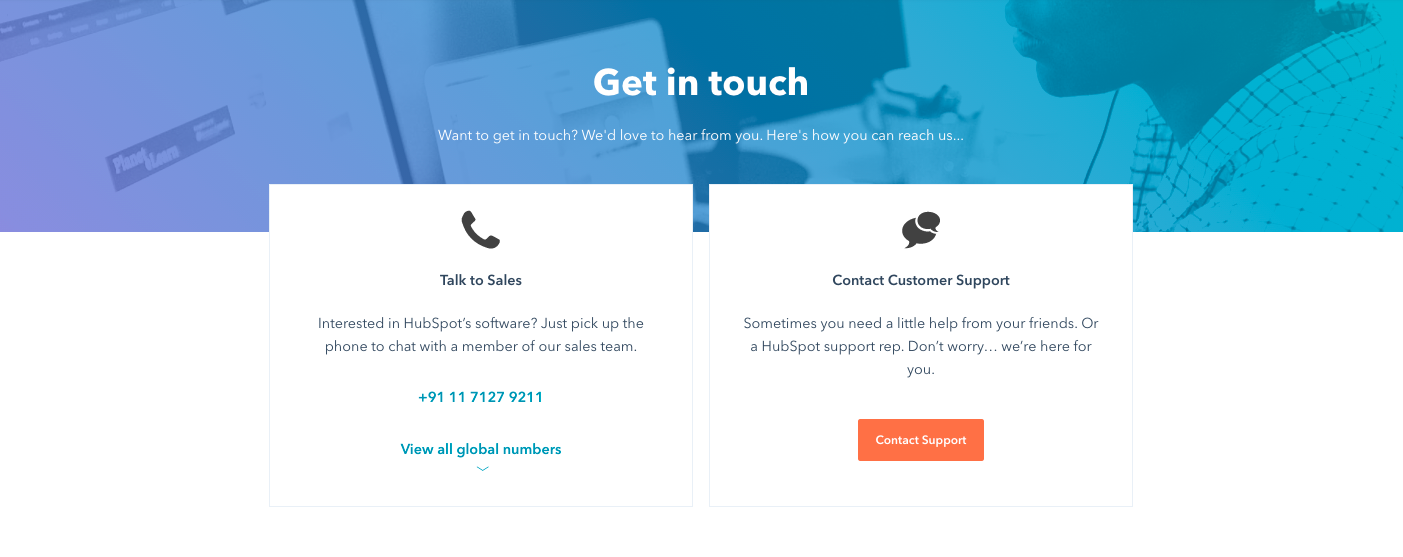 Get in touch
Want to get in touch? We'd love to hear from you. Here's how you can reach us...
Planet
eLearn
Talk to Sales
Interested in HubSpot’s software? Just pick up the
phone to chat with a member of our sales team.
+91 11 7127 9211
View all global numbers
Contact Customer Support
Sometimes you need a little help from your friends. Or
a HubSpot support rep. Don’t worry… we’re here for
you.
Contact Support